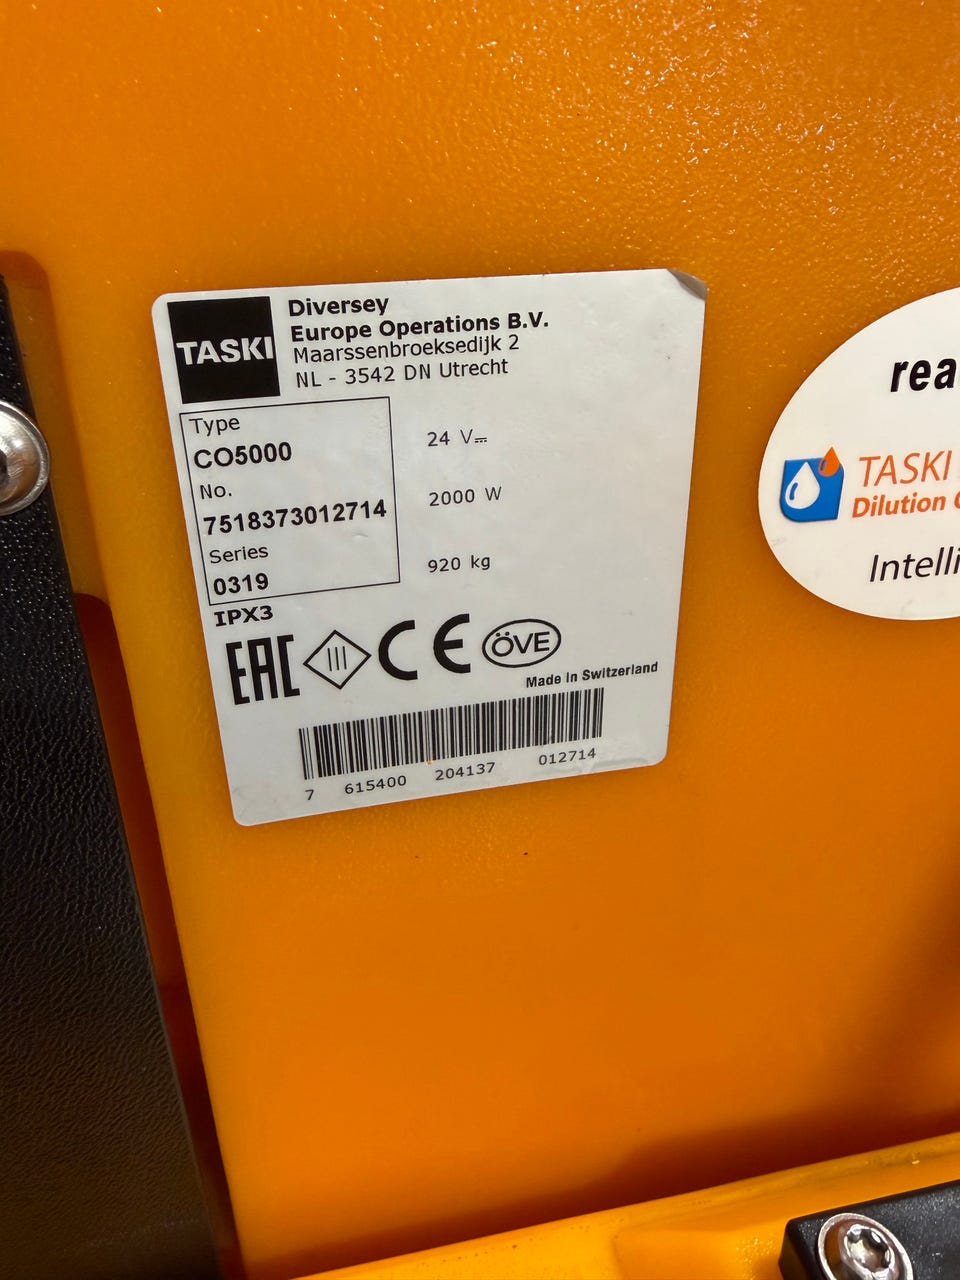 TASKI
Diversey
Europe Operations B.V.
Maarssenbroeksedijk 2
NL - 3542 DN Utrecht
Type
CO5000
No.
7518373012714
Series
0319
IPX3
24 V⎓
2000 W
920 kg
EAC
III
CE
ÖVE
Made in Switzerland
7 615400 204137 012714
rea
TASKI
Dilution C
Intelli